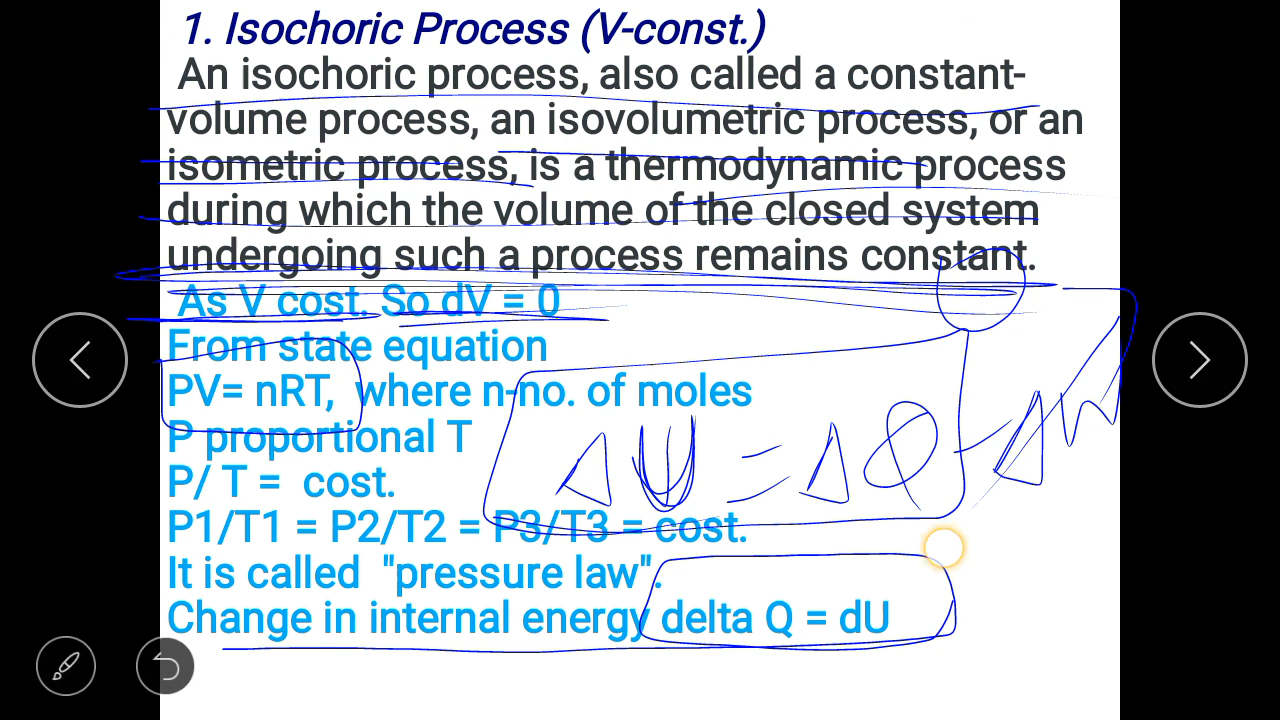 1. Isochoric Process (V-const.)
An isochoric process, also called a constant-
volume process, an isovolumetric process, or an
isometric process, is a thermodynamic process
during which the volume of the closed system
undergoing such a process remains constant.
As V cost. So dV = 0
From state equation
PV= nRT, where n-no. of moles
P proportional T
ΔU = ΔQ - ΔW
P/ T = cost.
P1/T1 = P2/T2 = P3/T3 = cost.
It is called "pressure law".
Change in internal energy delta Q = dU